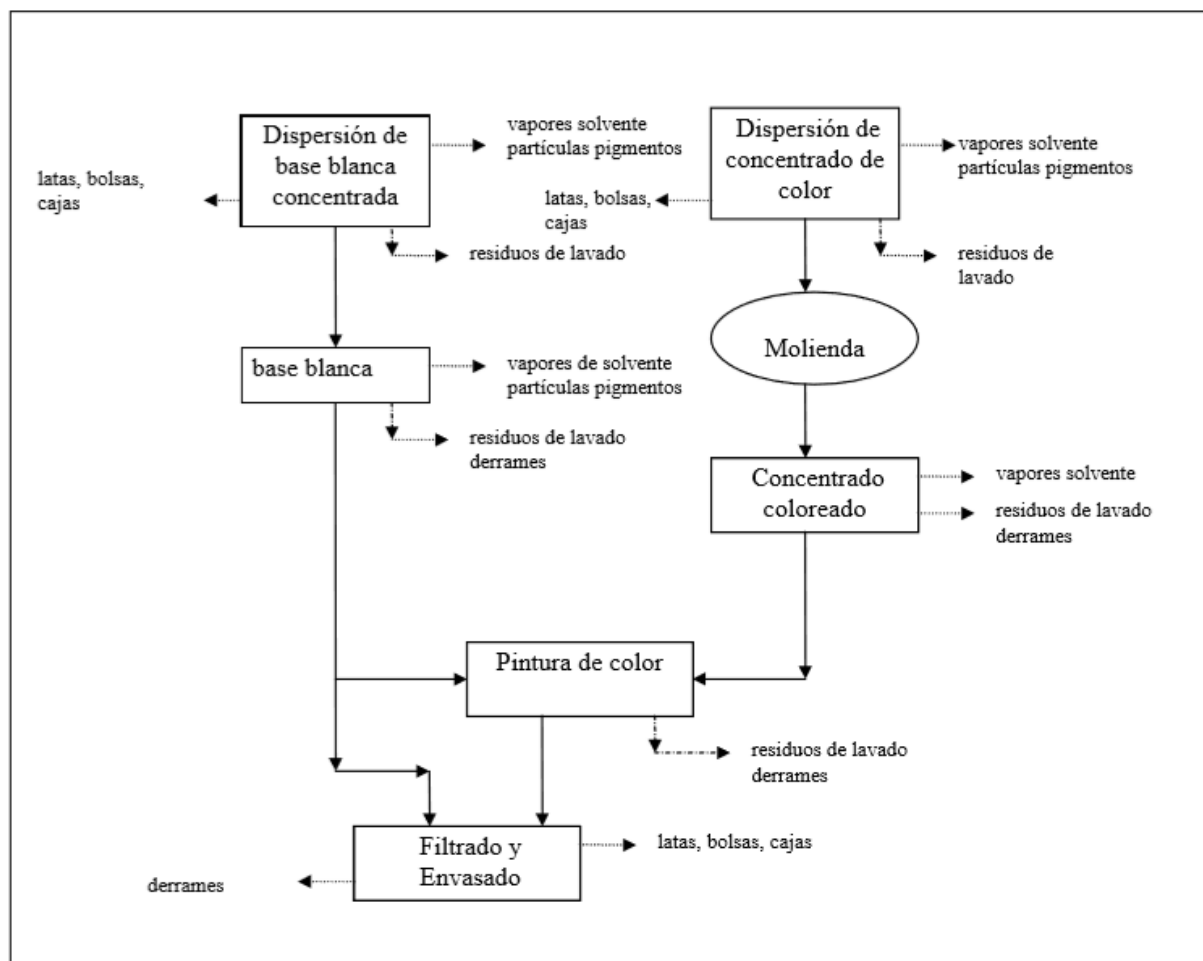 Dispersión de
base blanca
concentrada
vapores solvente
partículas pigmentos
latas, bolsas,
cajas
residuos de lavado
Dispersión de
concentrado de
color
vapores solvente
partículas pigmentos
latas, bolsas,
cajas
residuos de
lavado
Molienda
base blanca
vapores de solvente
partículas pigmentos
residuos de lavado
derrames
Concentrado
coloreado
vapores solvente
residuos de lavado
derrames
Pintura de color
residuos de lavado
derrames
Filtrado y
Envasado
latas, bolsas, cajas
derrames